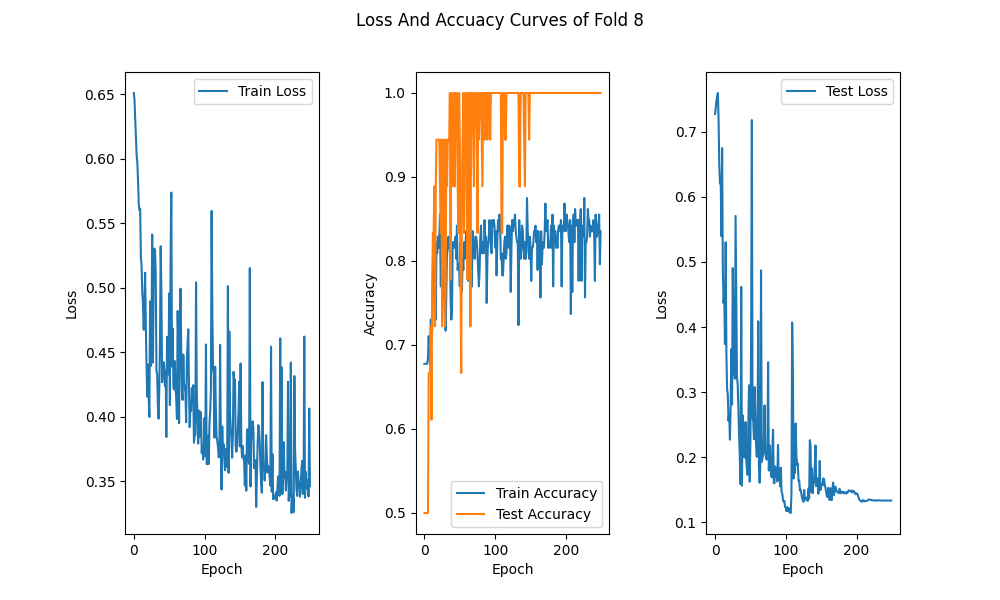 Loss And Accuacy Curves of Fold 8
Train Loss
0.65
0.60
0.55
0.50
0.45
0.40
0.35
Loss
0
100
200
Epoch
1.0
0.9
0.8
0.7
0.6
0.5
Accuracy
Train Accuracy
Test Accuracy
0
100
200
Epoch
Test Loss
0.7
0.6
0.5
0.4
0.3
0.2
0.1
Loss
0
100
200
Epoch